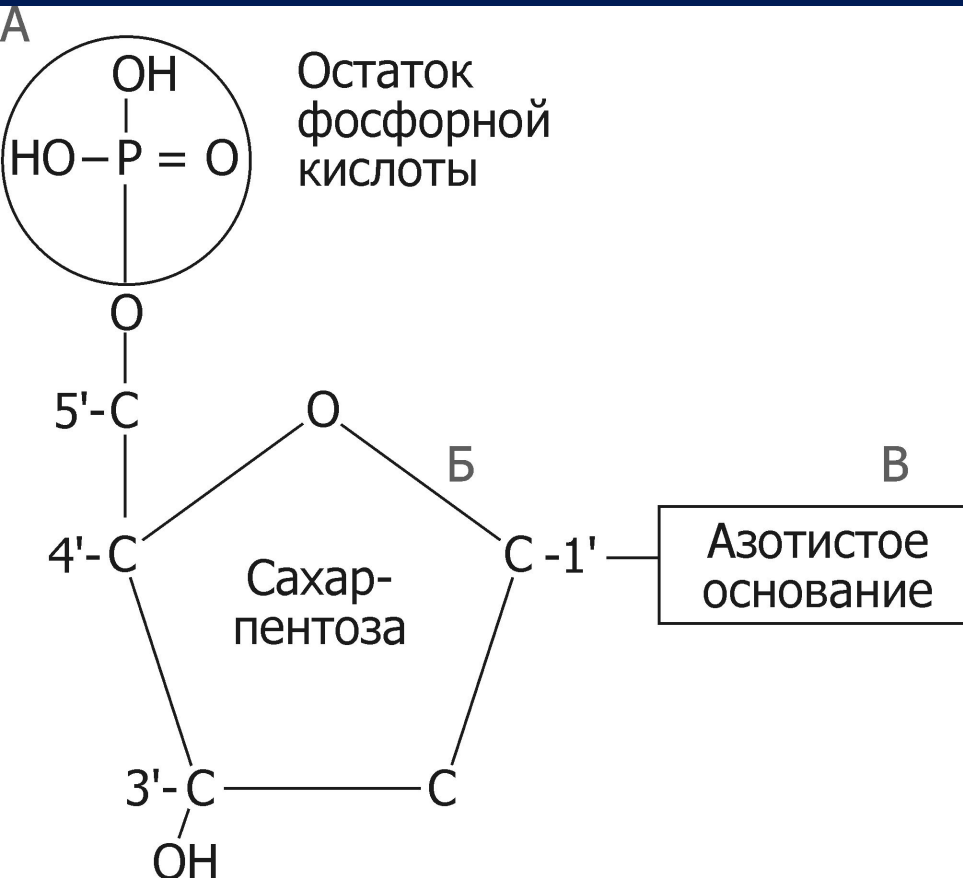 А
OH
HO–P = O
Остаток
фосфорной
кислоты
O
5'-C
O
Б
В
4'-C
C -1'
Азотистое
основание
Сахар-
пентоза
3'-C
C
OH